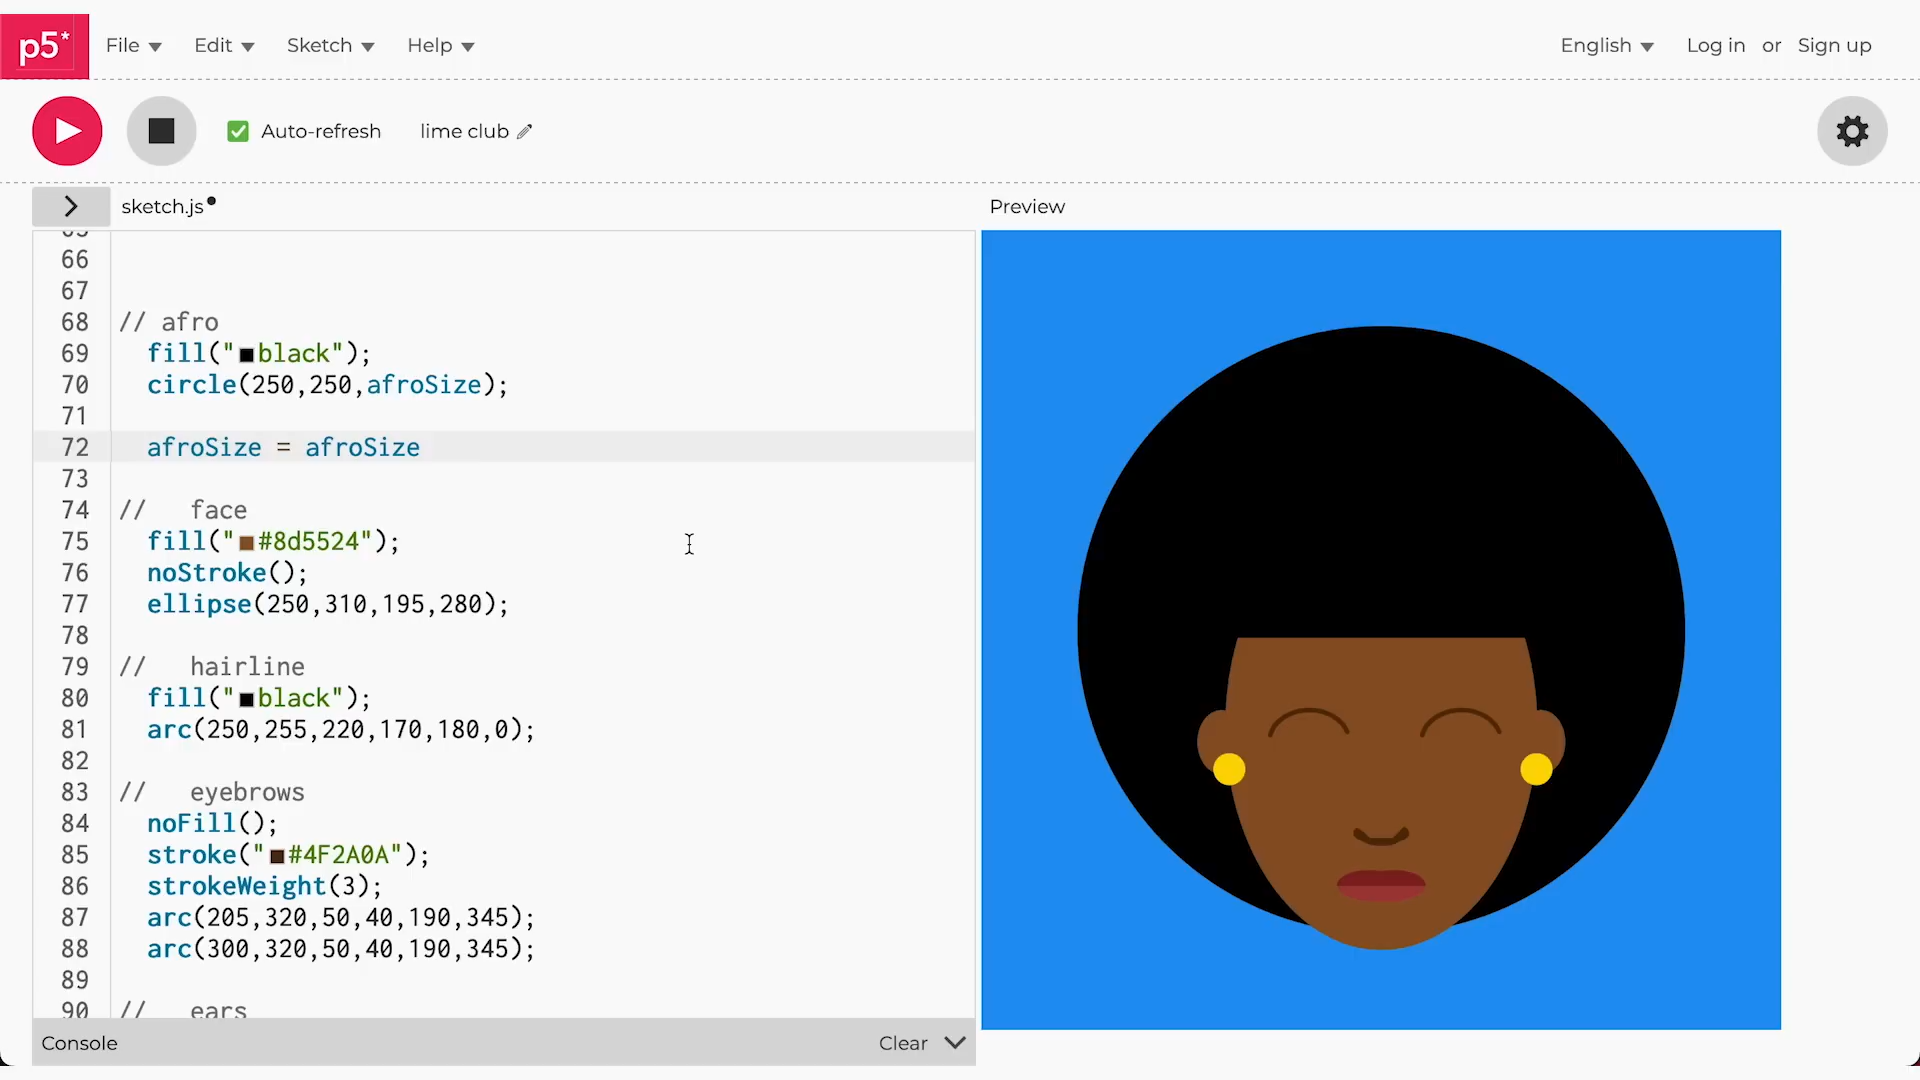 p5*
File Edit Sketch Help English Log in or Sign up
Auto-refresh lime club
sketch.js
Preview
66
67
68 // afro
69 fill("black");
70 circle(250,250,afroSize);
71
72 afroSize = afroSize
73
74 // face
75 fill("#8d5524");
76 noStroke();
77 ellipse(250,310,195,280);
78
79 // hairline
80 fill("black");
81 arc(250,255,220,170,180,0);
82
83 // eyebrows
84 noFill();
85 stroke("#4F2A0A");
86 strokeWeight(3);
87 arc(205,320,50,40,190,345);
88 arc(300,320,50,40,190,345);
89
90 // ears
Console Clear